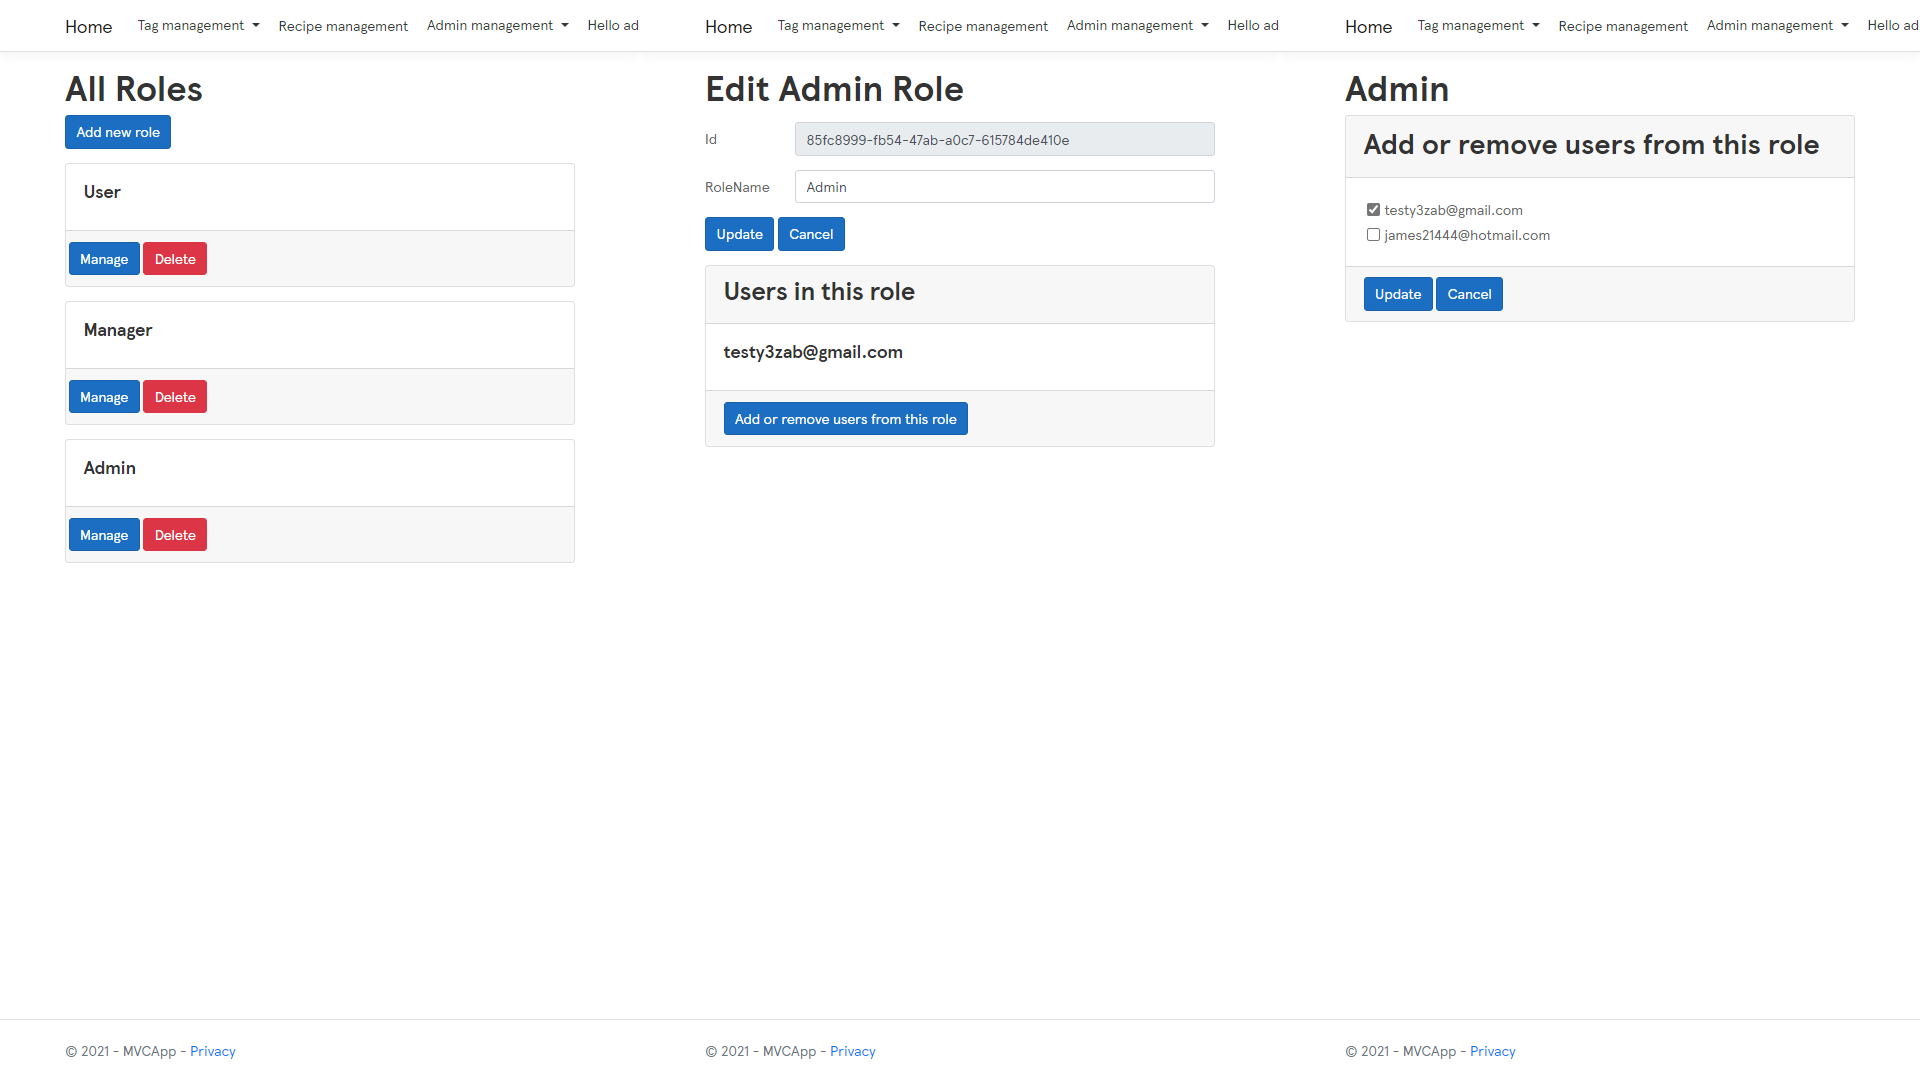 Home Tag management Recipe management Admin management Hello ad
All Roles
Add new role
User
Manage Delete
Manager
Manage Delete
Admin
Manage Delete
© 2021 - MVCApp - Privacy
Home Tag management Recipe management Admin management Hello ad
Edit Admin Role
Id 85fc8999-fb54-47ab-a0c7-615784de410e
RoleName Admin
Update Cancel
Users in this role
testy3zab@gmail.com
Add or remove users from this role
© 2021 - MVCApp - Privacy
Home Tag management Recipe management Admin management Hello ad
Admin
Add or remove users from this role
testy3zab@gmail.com
james21444@hotmail.com
Update Cancel
© 2021 - MVCApp - Privacy